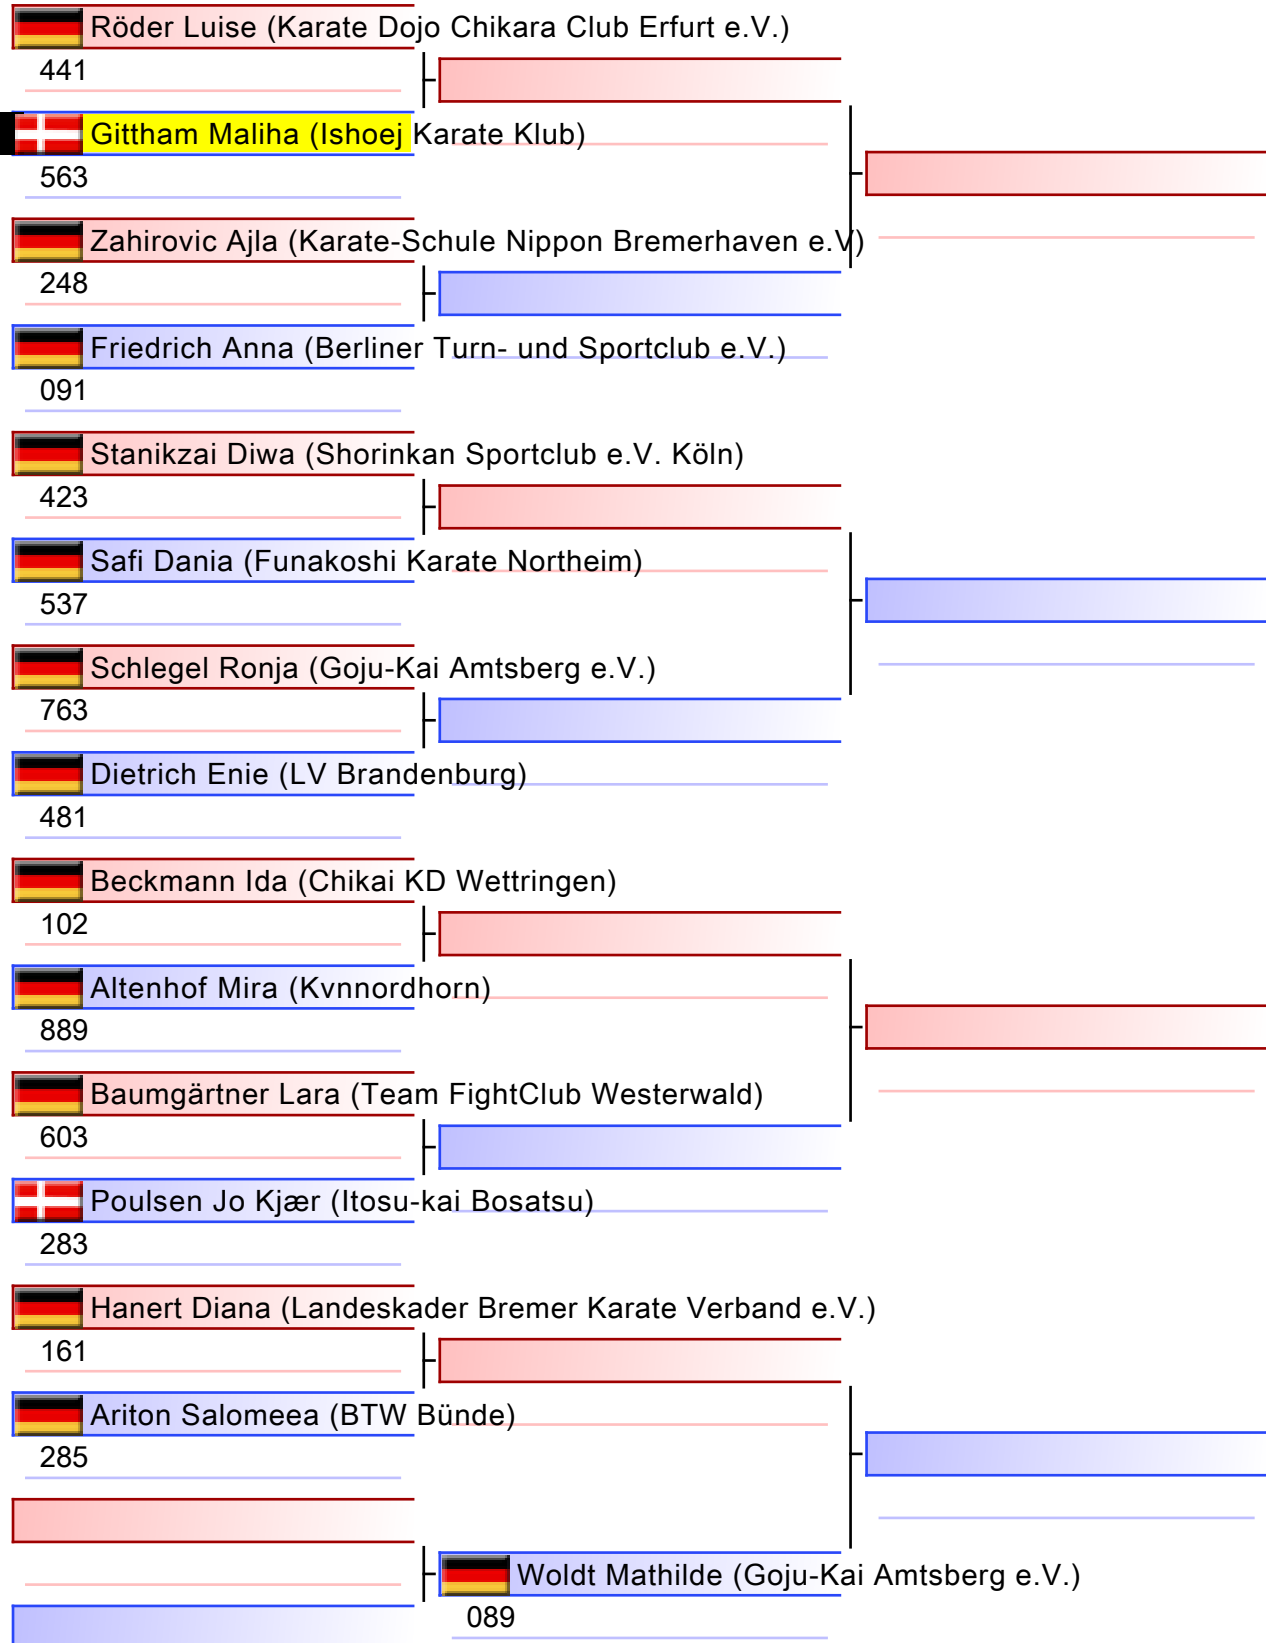 Röder Luise (Karate Dojo Chikara Club Erfurt e.V.)
441
Gittham Maliha (Ishoej Karate Klub)
563
Zahirovic Ajla (Karate-Schule Nippon Bremerhaven e.V)
248
Friedrich Anna (Berliner Turn- und Sportclub e.V.)
091
Stanikzai Diwa (Shorinkan Sportclub e.V. Köln)
423
Safi Dania (Funakoshi Karate Northeim)
537
Schlegel Ronja (Goju-Kai Amtsberg e.V.)
763
Dietrich Enie (LV Brandenburg)
481
Beckmann Ida (Chikai KD Wettringen)
102
Altenhof Mira (Kvnnordhorn)
889
Baumgärtner Lara (Team FightClub Westerwald)
603
Poulsen Jo Kjær (Itosu-kai Bosatsu)
283
Hanert Diana (Landeskader Bremer Karate Verband e.V.)
161
Ariton Salomeea (BTW Bünde)
285
Woldt Mathilde (Goju-Kai Amtsberg e.V.)
089